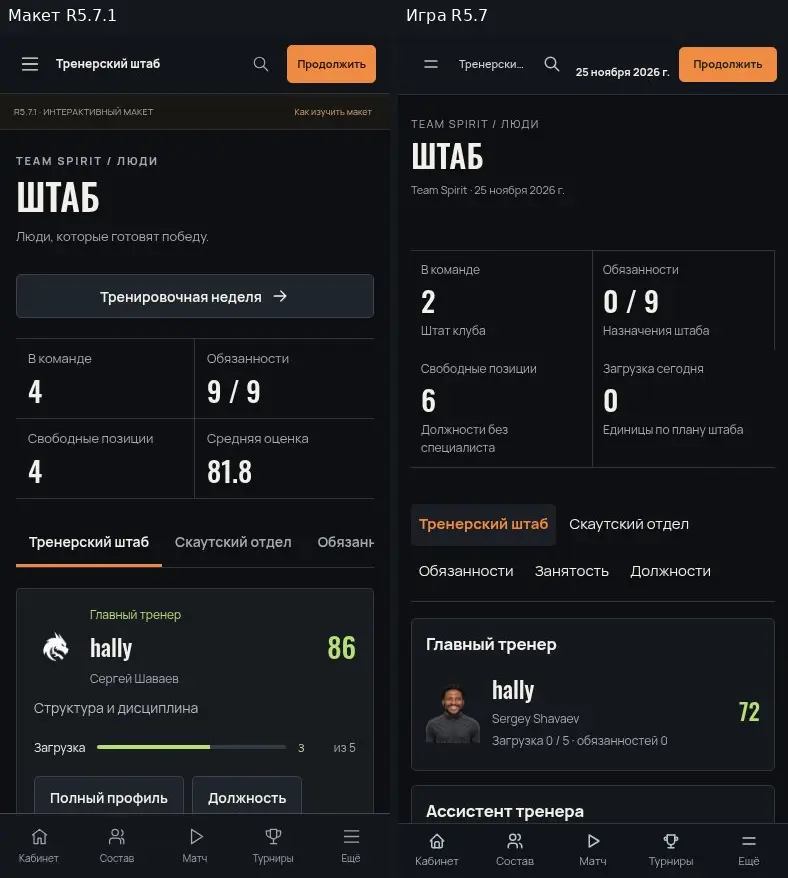 Макет R5.7.1
Тренерский штаб
Продолжить
R5.7.1 · ИНТЕРАКТИВНЫЙ МАКЕТ
Как изучить макет
TEAM SPIRIT / ЛЮДИ
ШТАБ
Люди, которые готовят победу.
Тренировочная неделя →
В команде
4
Обязанности
9 / 9
Свободные позиции
4
Средняя оценка
81.8
Тренерский штаб
Скаутский отдел
Обязанн
Главный тренер
hally
86
Сергей Шаваев
Структура и дисциплина
Загрузка
3
из 5
Полный профиль
Должность
Кабинет
Состав
Матч
Турниры
Ещё
Игра R5.7
Тренерски...
25 ноября 2026 г.
Продолжить
TEAM SPIRIT / ЛЮДИ
ШТАБ
Team Spirit · 25 ноября 2026 г.
В команде
2
Штат клуба
Обязанности
0 / 9
Назначения штаба
Свободные позиции
6
Должности без
специалиста
Загрузка сегодня
0
Единицы по плану штаба
Тренерский штаб
Скаутский отдел
Обязанности
Занятость
Должности
Главный тренер
hally
Sergey Shavaev
Загрузка 0 / 5 · обязанностей 0
72
Ассистент тренера
Кабинет
Состав
Матч
Турниры
Ещё